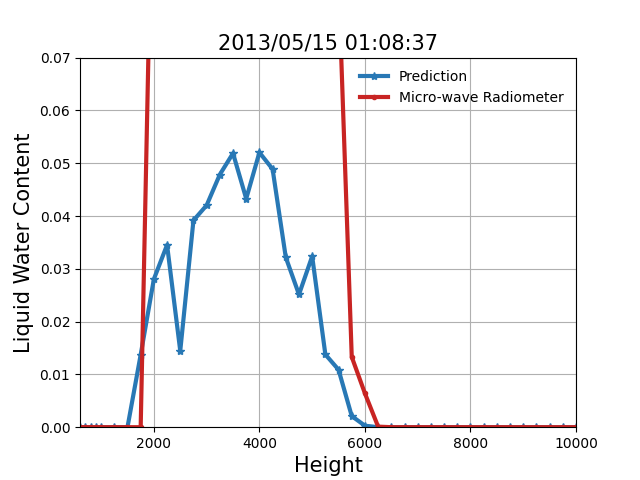 2013/05/15 01:08:37
Prediction
Micro-wave Radiometer
Liquid Water Content
0.07
0.06
0.05
0.04
0.03
0.02
0.01
0.00
2000 4000 6000 8000 10000
Height